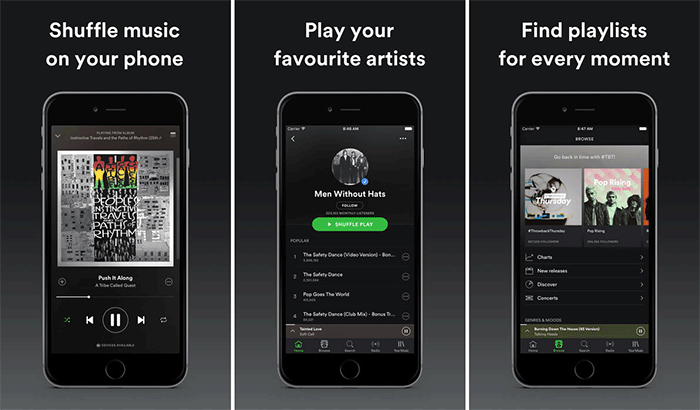 Shuffle music
on your phone
PLAYING FROM ALBUM
Instinctive Travels and the Paths of Rhythm (25th A
PEOPLE'S
INSTINCTIVE
TRAVELS
PATHS OF
RHYTHM
Push It Along
A Tribe Called Quest
DEVICES AVAILABLE
Play your
favourite artists
Carrier
8:46 AM
Men Without Hats
FOLLOW
MONTHLY LISTENERS
SHUFFLE PLAY
POPULAR
1 The Safety Dance (Video Version) - Bon...
2 The Safety Dance
3 Pop Goes The World
4 The Safety Dance (Club Mix) - Bonus Tr...
Tainted Love
Soft Cell
Home Browse Search Radio Your Music
Find playlists
for every moment
Carrier
8:47 AM
BROWSE
Go back in time with #TBT!
Thursday
Pop Rising
#ThrowbackThursday
Pop Rising
FOLLOWERS
FOLLOWERS
Charts
New releases
Discover
Concerts
GENRES & MOODS
Burning Down The House (45 Version)
Talking Heads
Home Browse Search Radio Your Music